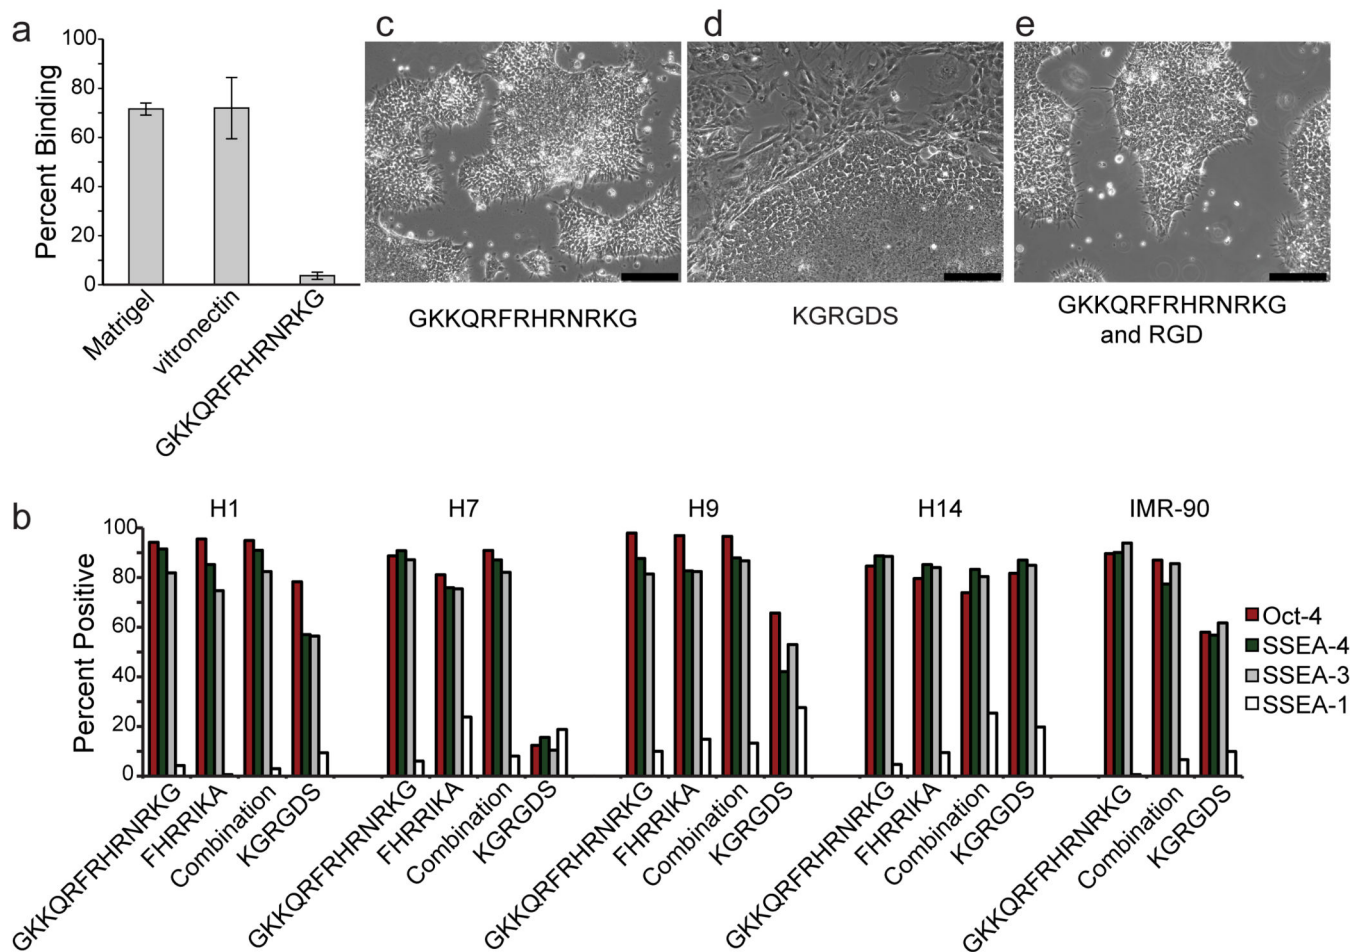 a
Percent Binding
100
80
60
40
20
0
Matrigel
vitronectin
GKKQRFRHRNRKG
c
GKKQRFRHRNRKG
d
KGRGDS
e
GKKQRFRHRNRKG
and RGD
b
Percent Positive
100
80
60
40
20
0
H1
H7
H9
H14
IMR-90
GKKQRFRHRNRKG
FHRRIKA
Combination
KGRGDS
GKKQRFRHRNRKG
FHRRIKA
Combination
KGRGDS
GKKQRFRHRNRKG
FHRRIKA
Combination
KGRGDS
GKKQRFRHRNRKG
FHRRIKA
Combination
KGRGDS
GKKQRFRHRNRKG
Combination
KGRGDS
Oct-4
SSEA-4
SSEA-3
SSEA-1